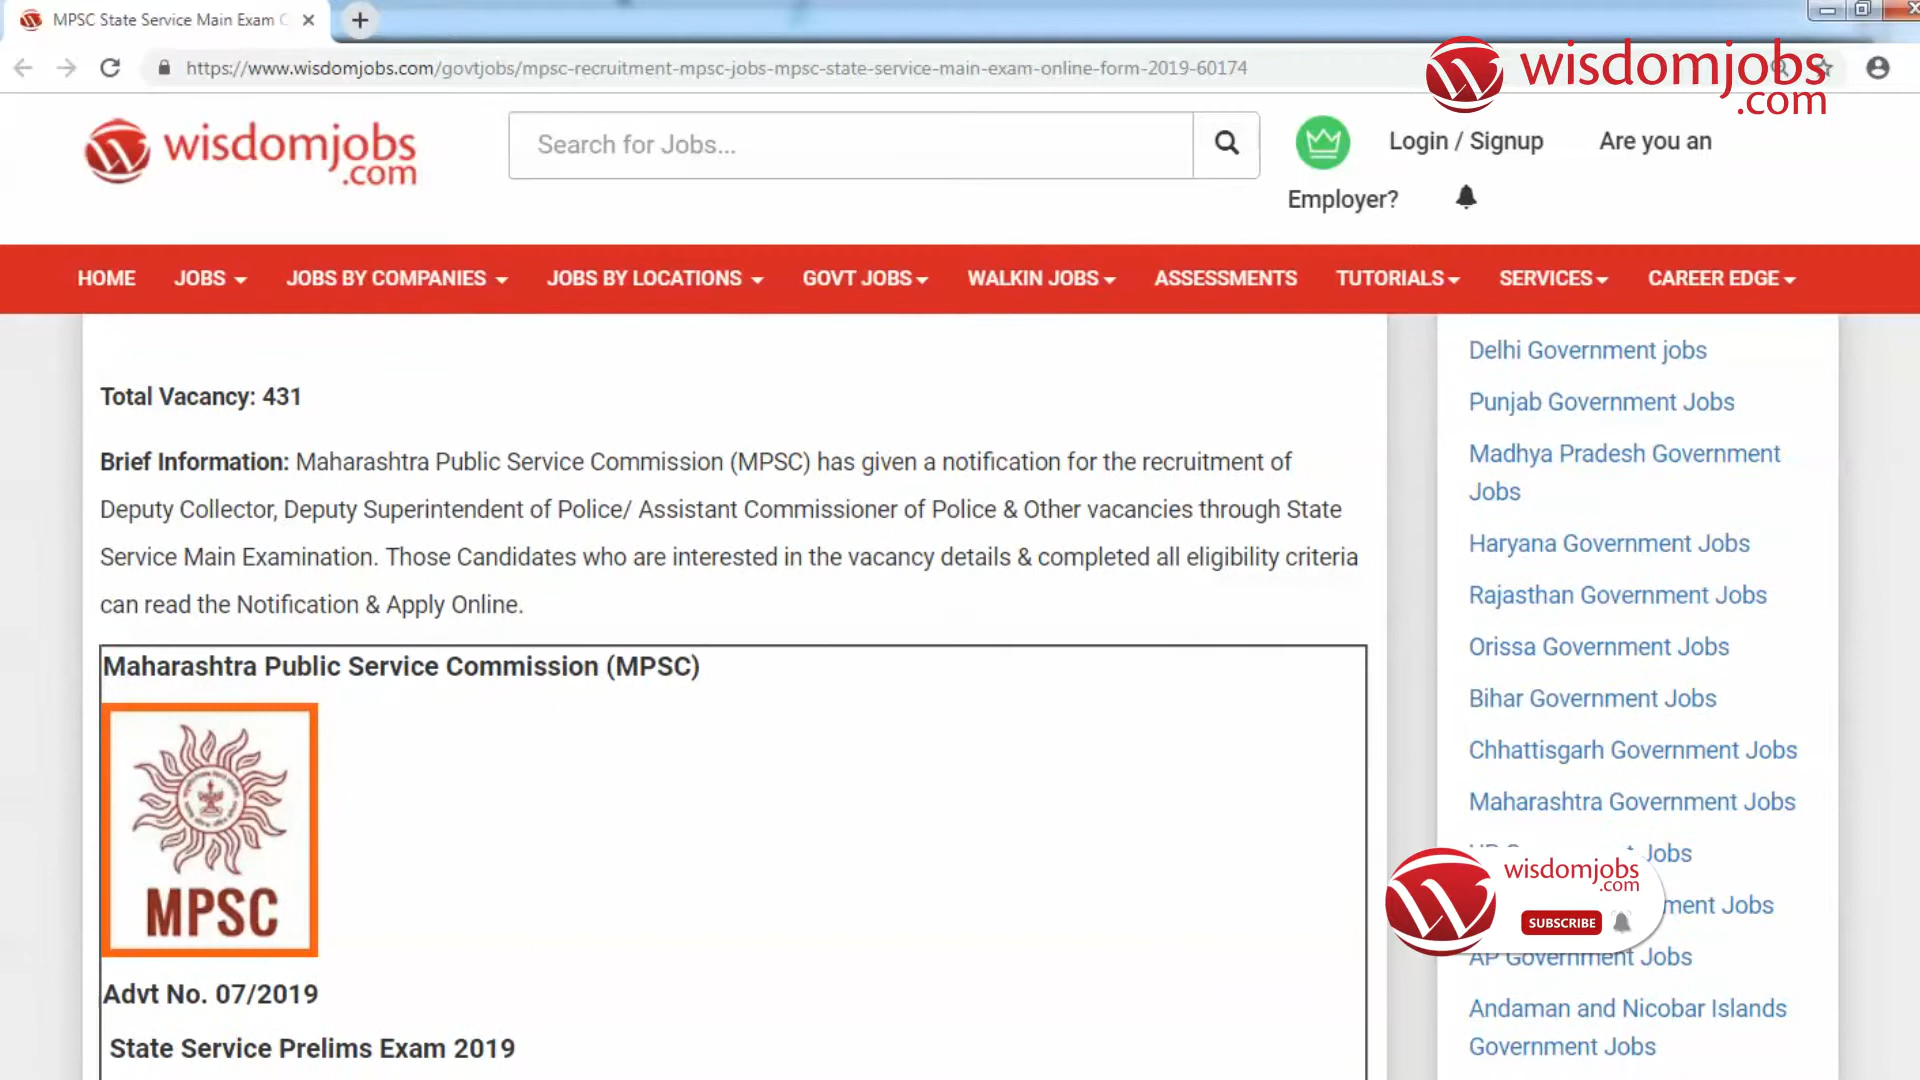 MPSC State Service Main Exam
https://www.wisdomjobs.com/govtjobs/mpsc-recruitment-mpsc-jobs-mpsc-state-service-main-exam-online-form-2019-60174
wisdomjobs
.com
wisdomjobs
.com
Search for Jobs...
Login / Signup
Are you an
Employer?
HOME
JOBS
JOBS BY COMPANIES
JOBS BY LOCATIONS
GOVT JOBS
WALKIN JOBS
ASSESSMENTS
TUTORIALS
SERVICES
CAREER EDGE
Total Vacancy: 431
Brief Information: Maharashtra Public Service Commission (MPSC) has given a notification for the recruitment of
Deputy Collector, Deputy Superintendent of Police/ Assistant Commissioner of Police & Other vacancies through State
Service Main Examination. Those Candidates who are interested in the vacancy details & completed all eligibility criteria
can read the Notification & Apply Online.
Maharashtra Public Service Commission (MPSC)
MPSC
Advt No. 07/2019
State Service Prelims Exam 2019
Delhi Government jobs
Punjab Government Jobs
Madhya Pradesh Government
Jobs
Haryana Government Jobs
Rajasthan Government Jobs
Orissa Government Jobs
Bihar Government Jobs
Chhattisgarh Government Jobs
Maharashtra Government Jobs
Jobs
wisdomjobs
.com
SUBSCRIBE
Jobs
AP Government Jobs
Andaman and Nicobar Islands
Government Jobs